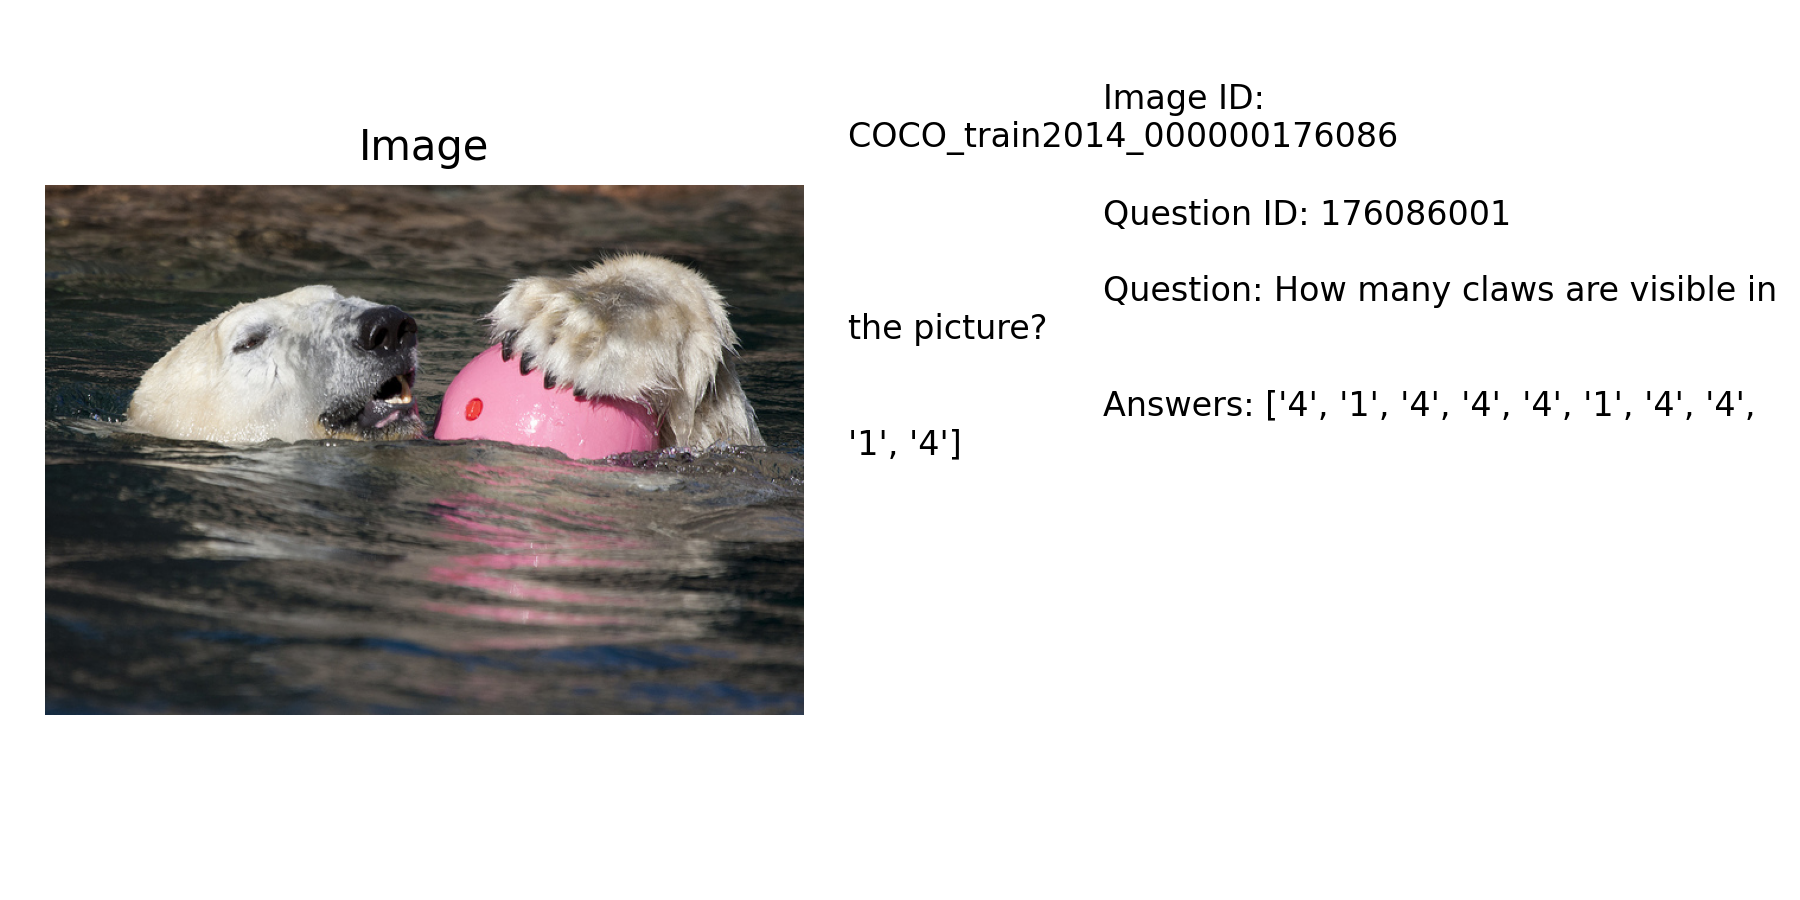 Image
Image ID:
COCO_train2014_000000176086
Question ID: 176086001
Question: How many claws are visible in
the picture?
Answers: ['4', '1', '4', '4', '4', '1', '4', '4',
'1', '4']